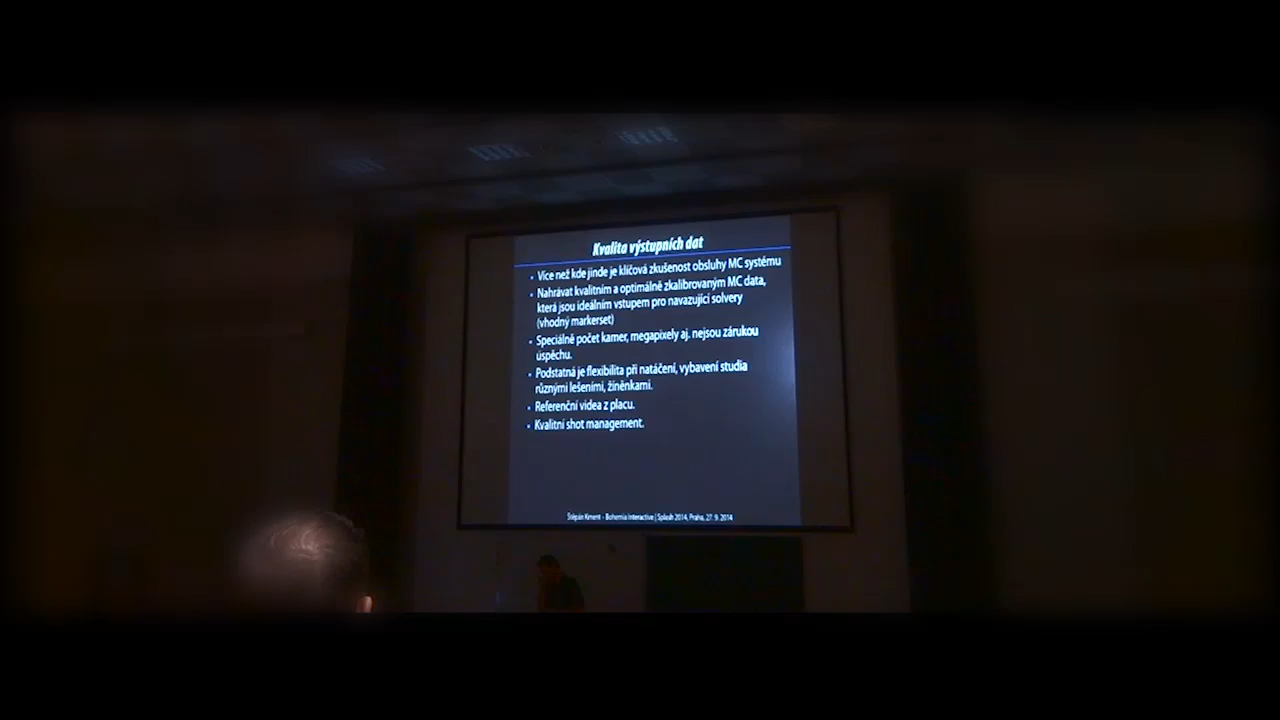 Kvalita výstupních dat
• Více než kde jinde je klíčová zkušenost obsluhy MC systému
• Nahrávat kvalitním a optimálně zkalibrovaným MC data,
která jsou ideálním vstupem pro navazující solvery
(vhodný markerset)
• Speciálně počet kamer, megapixely aj. nejsou zárukou
úspěchu.
• Podstatná je flexibilita při natáčení, vybavení studia
různými lešeními, žíněnkami.
• Referenční videa z placu.
• Kvalitní shot management.
Štěpán Kment - Bohemia Interactive | Splash 2014, Praha, 27. 9. 2014